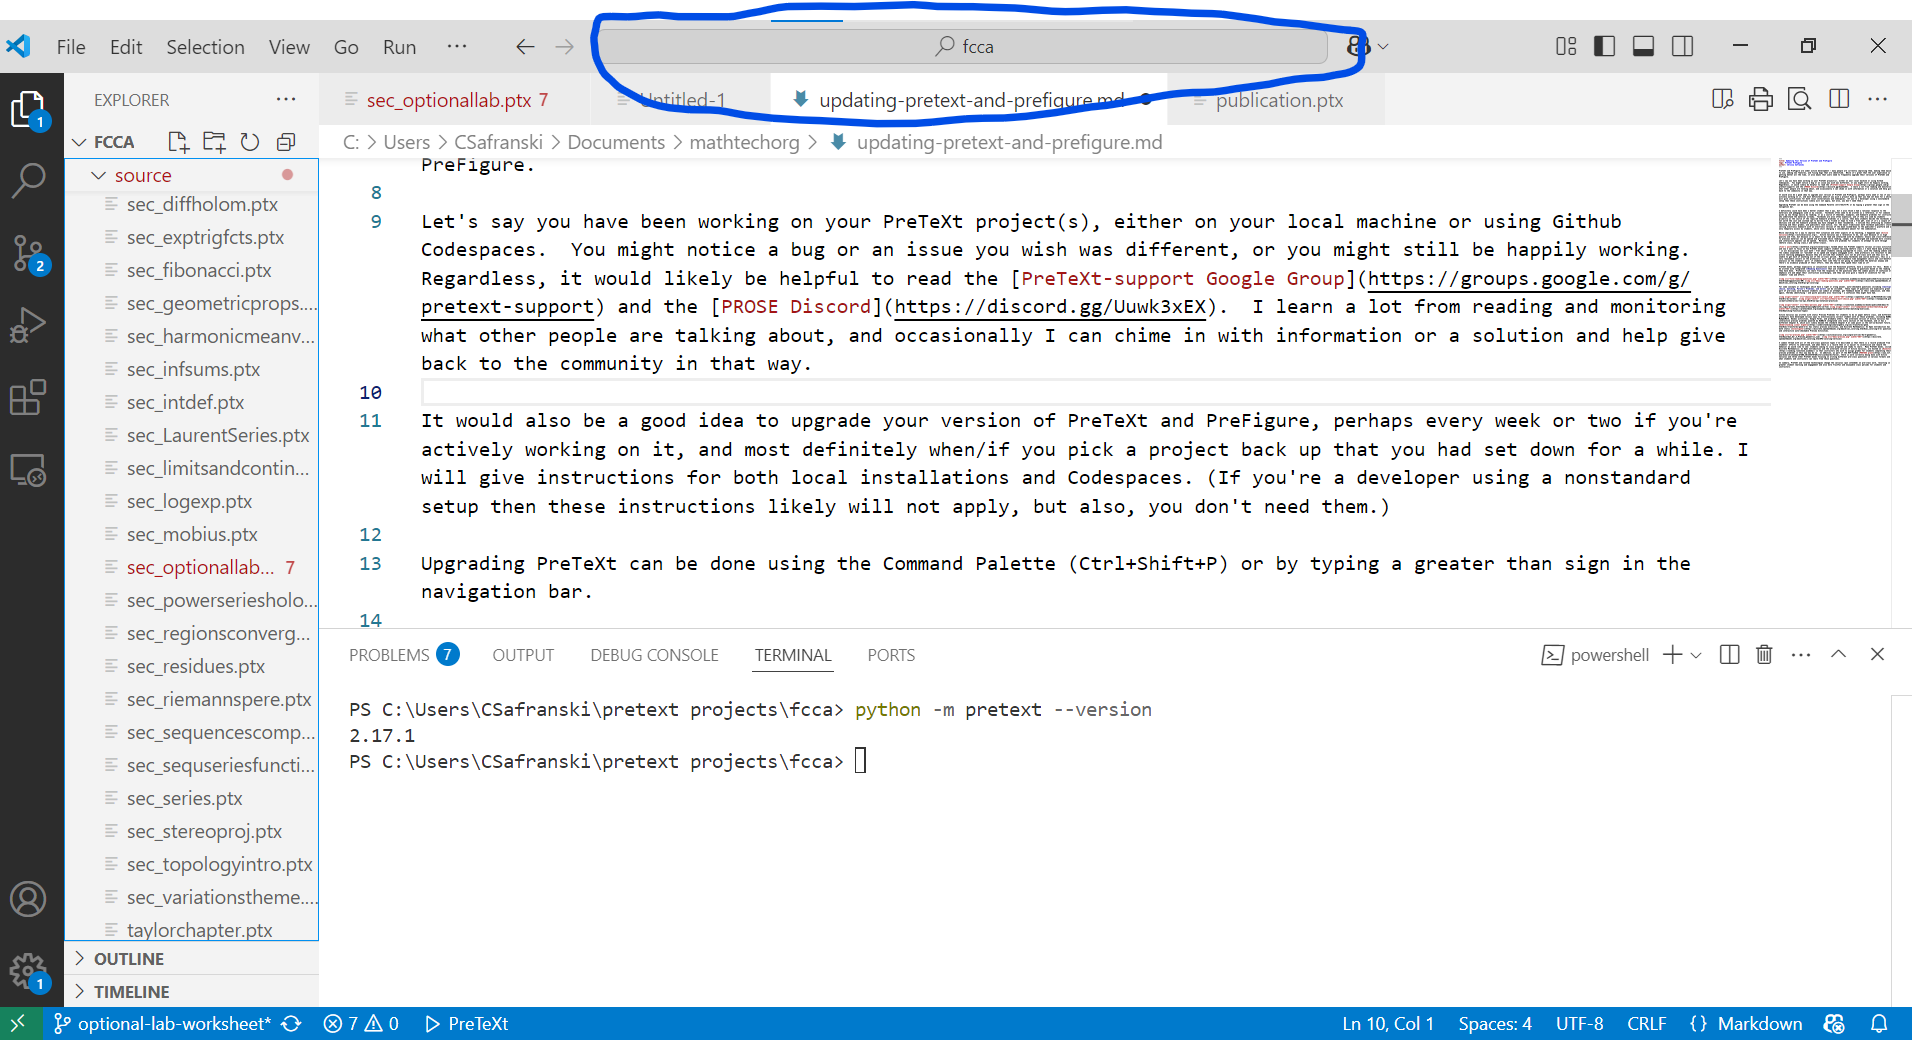 File Edit Selection View Go Run ··· fcca
EXPLORER ···
sec_optionallab.ptx 7 Untitled-1 updating-pretext-and-prefigure.md publication.ptx ···
1
FCCA
C: > Users > CSafranski > Documents > mathtechorg > updating-pretext-and-prefigure.md
source
sec_diffholom.ptx
sec_exptrigfcts.ptx
sec_fibonacci.ptx
sec_geometricprops....
sec_harmonicmeanv...
sec_infsums.ptx
sec_intdef.ptx
sec_LaurentSeries.ptx
sec_limitsandcontin...
sec_logexp.ptx
sec_mobius.ptx
sec_optionallab... 7
sec_powerseriesholo...
sec_regionsconverg...
sec_residues.ptx
sec_riemannspere.ptx
sec_sequencescomp...
sec_sequseriesfuncti...
sec_series.ptx
sec_stereoproj.ptx
sec_topologyintro.ptx
sec_variationstheme....
taylorchapter.ptx
OUTLINE
TIMELINE
2
1
PreFigure.
8
9 Let's say you have been working on your PreTeXt project(s), either on your local machine or using Github
Codespaces.  You might notice a bug or an issue you wish was different, or you might still be happily working.
Regardless, it would likely be helpful to read the [PreTeXt-support Google Group](https://groups.google.com/g/
pretext-support) and the [PROSE Discord](https://discord.gg/Uuwk3xEX).  I learn a lot from reading and monitoring
what other people are talking about, and occasionally I can chime in with information or a solution and help give
back to the community in that way.
10
11 It would also be a good idea to upgrade your version of PreTeXt and PreFigure, perhaps every week or two if you're
actively working on it, and most definitely when/if you pick a project back up that you had set down for a while. I
will give instructions for both local installations and Codespaces. (If you're a developer using a nonstandard
setup then these instructions likely will not apply, but also, you don't need them.)
12
13 Upgrading PreTeXt can be done using the Command Palette (Ctrl+Shift+P) or by typing a greater than sign in the
navigation bar.
14
PROBLEMS 7 OUTPUT DEBUG CONSOLE TERMINAL PORTS powershell ···
PS C:\Users\CSafranski\pretext projects\fcca> python -m pretext --version
2.17.1
PS C:\Users\CSafranski\pretext projects\fcca>
optional-lab-worksheet* 7 0 PreTeXt Ln 10, Col 1 Spaces: 4 UTF-8 CRLF {} Markdown